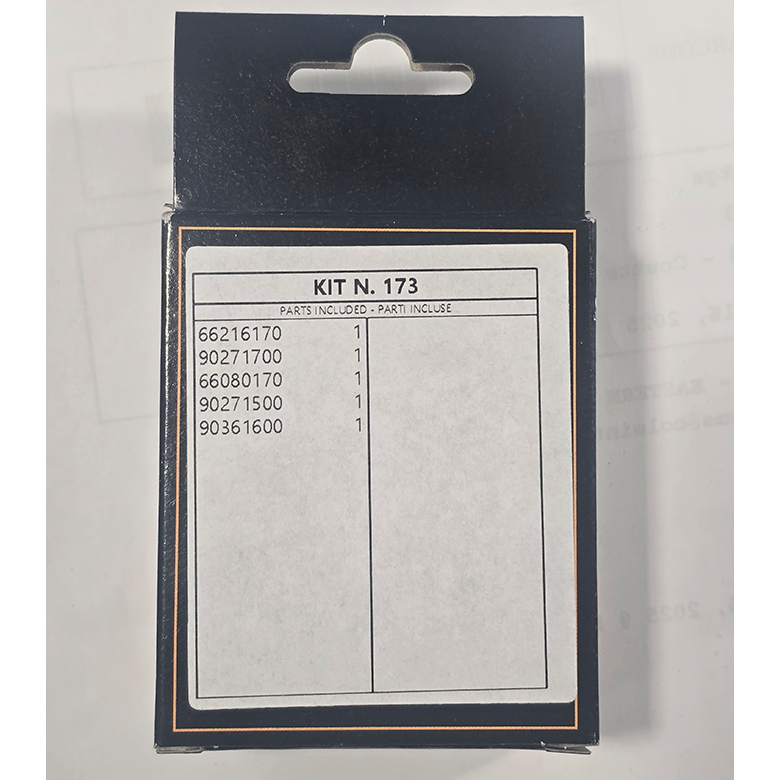 KIT N. 173
PARTS INCLUDED - PARTI INCLUSE
66216170 1
90271700 1
66080170 1
90271500 1
90361600 1